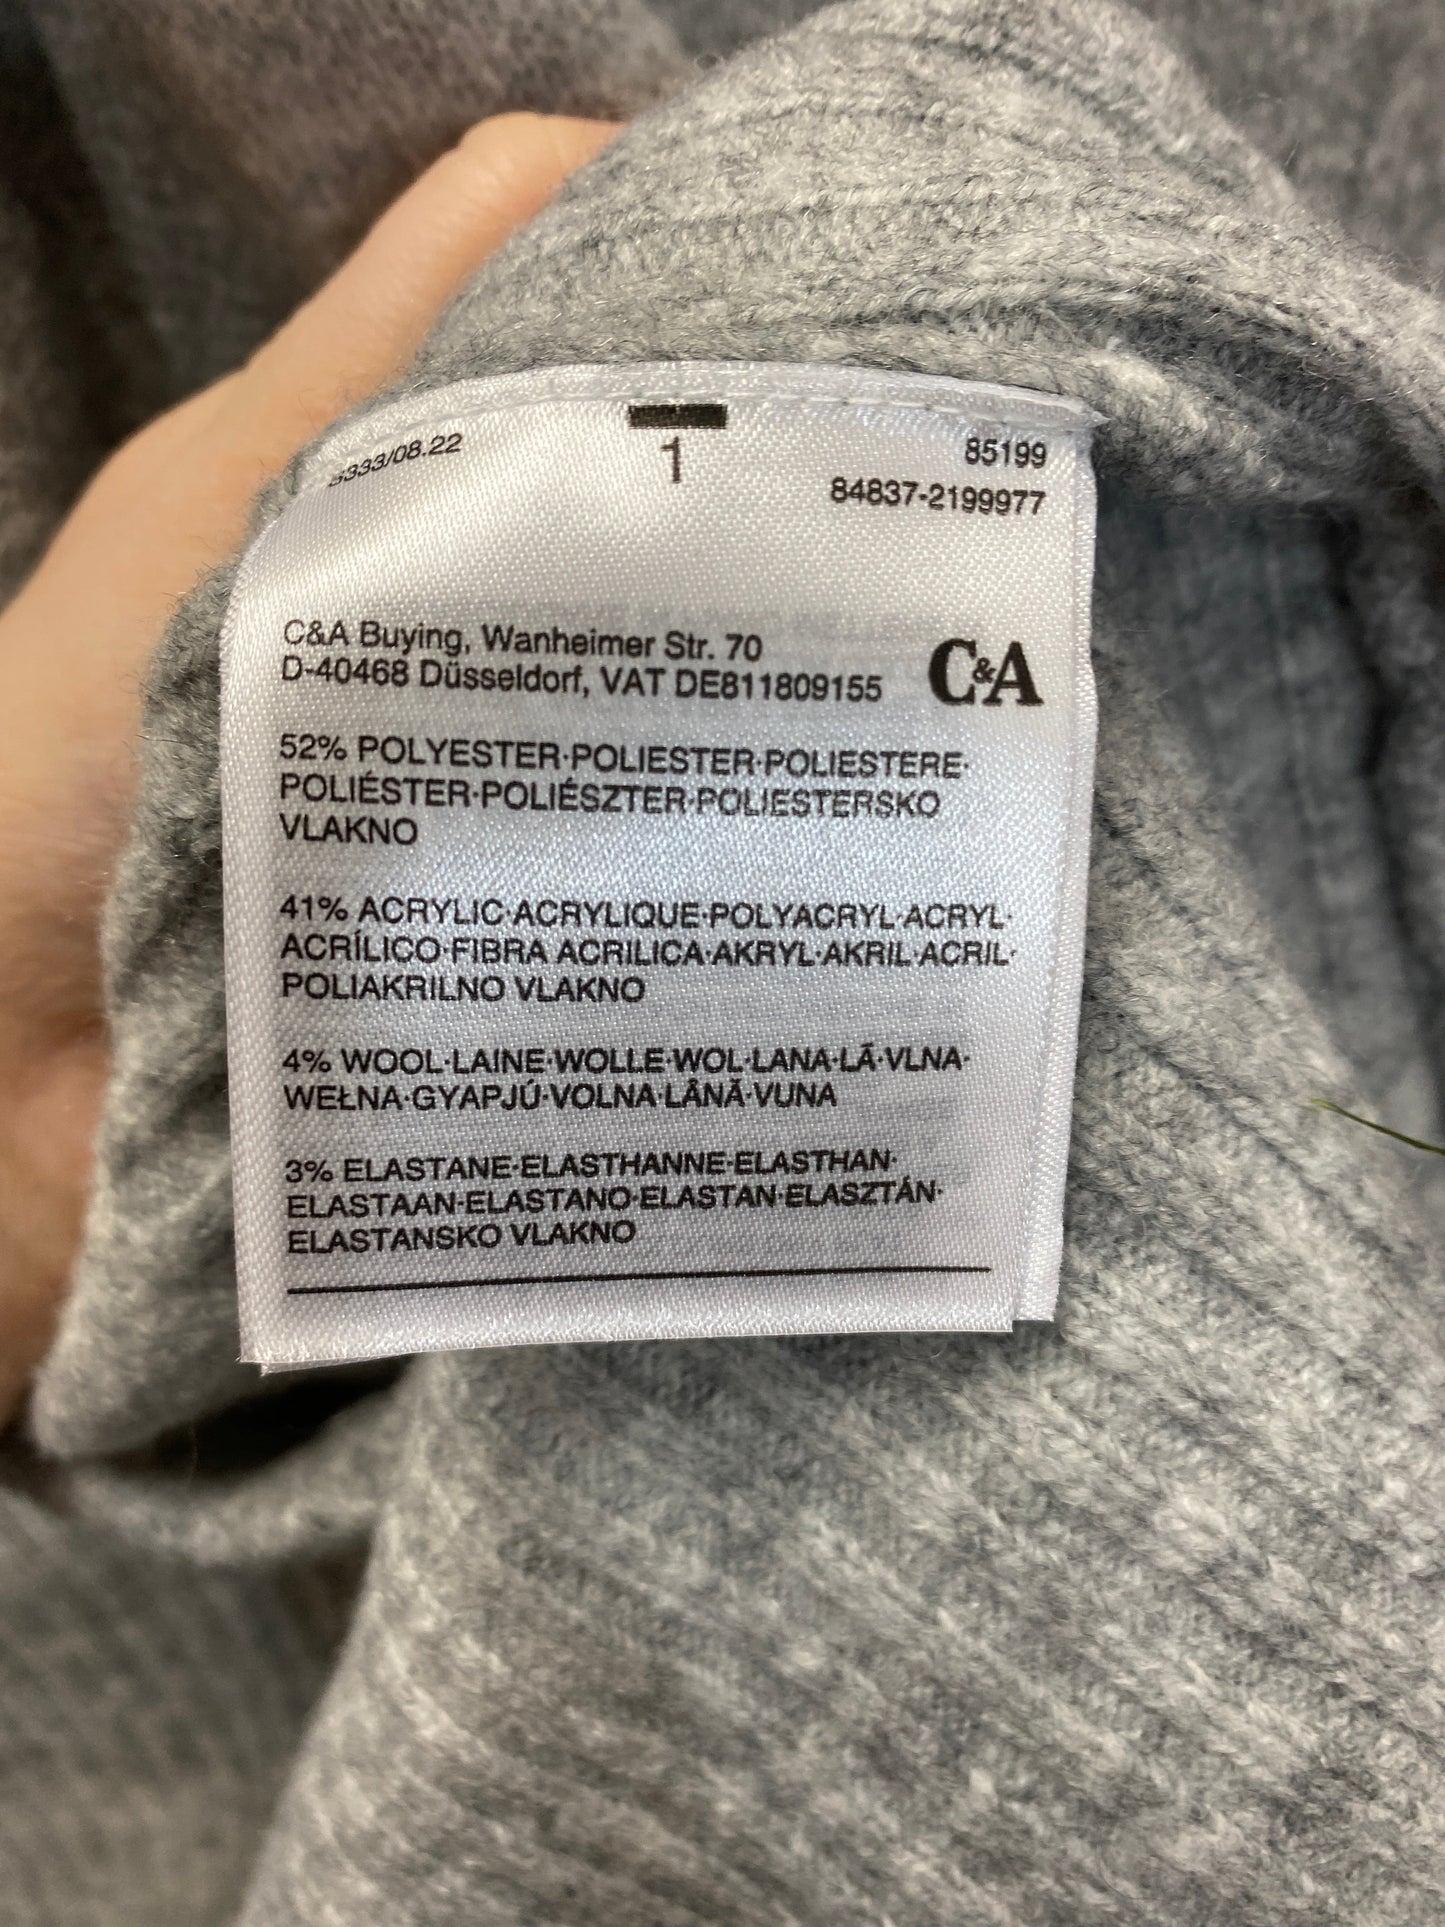 333/08.22
1
85199
84837-2199977
C&A Buying, Wanheimer Str. 70
D-40468 Düsseldorf, VAT DE811809155
C&A
52% POLYESTER·POLIESTER·POLIESTERE·
POLIÉSTER·POLIÉSZTER·POLIESTERSKO
VLAKNO
41% ACRYLIC·ACRYLIQUE·POLYACRYL·ACRYL·
ACRÍLICO·FIBRA ACRILICA·AKRYL·AKRIL·ACRIL·
POLIAKRILNO VLAKNO
4% WOOL·LAINE·WOLLE·WOL·LANA·LÃ·VLNA·
WEŁNA·GYAPJÚ·VOLNA·LÂNĂ·VUNA
3% ELASTANE·ELASTHANNE·ELASTHAN·
ELASTAAN·ELASTANO·ELASTAN·ELASZTÁN·
ELASTANSKO VLAKNO